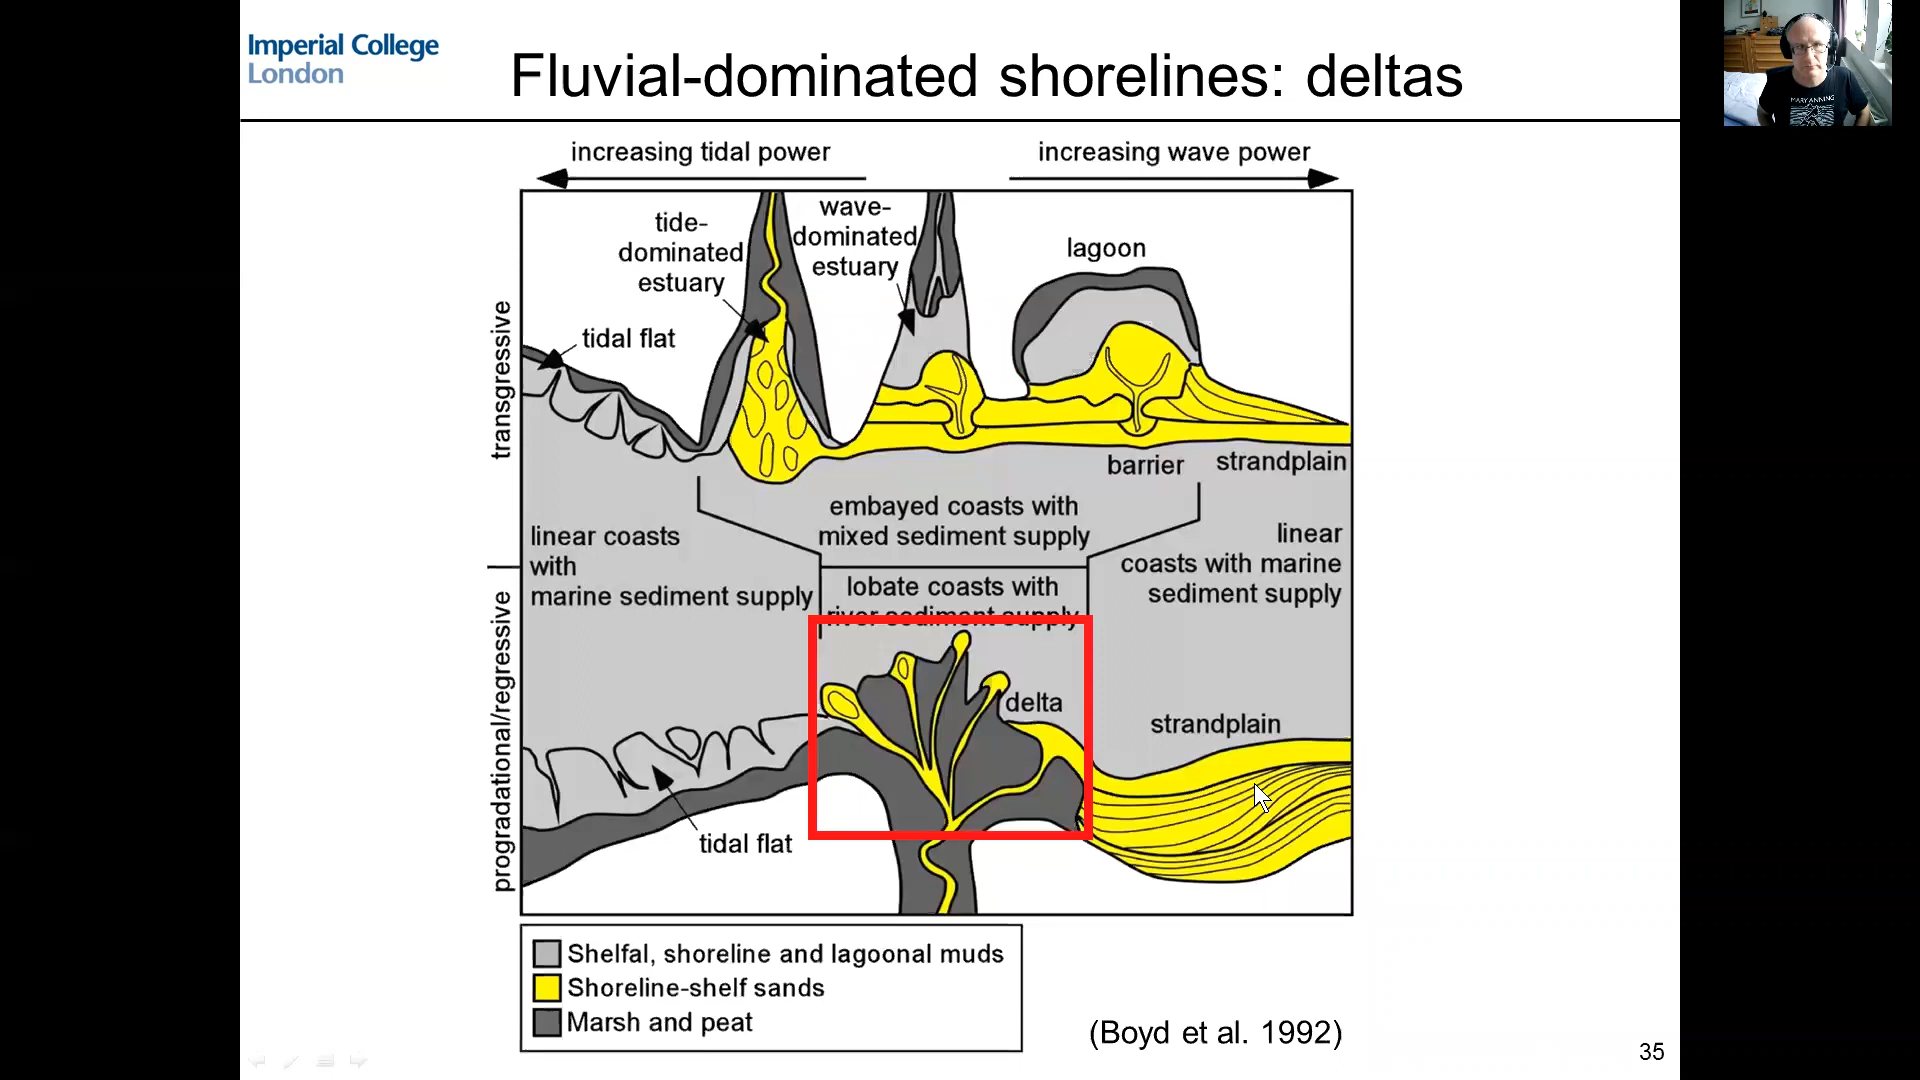 Imperial College
London
Fluvial-dominated shorelines: deltas
increasing tidal power
increasing wave power
tide-
dominated
estuary
wave-
dominated
estuary
lagoon
tidal flat
transgressive
barrier
strandplain
embayed coasts with
mixed sediment supply
linear coasts
with
marine sediment supply
linear
coasts with marine
sediment supply
lobate coasts with
river sediment supply
delta
strandplain
progradational/regressive
tidal flat
Shelfal, shoreline and lagoonal muds
Shoreline-shelf sands
Marsh and peat
(Boyd et al. 1992)
35
MARY ANNING